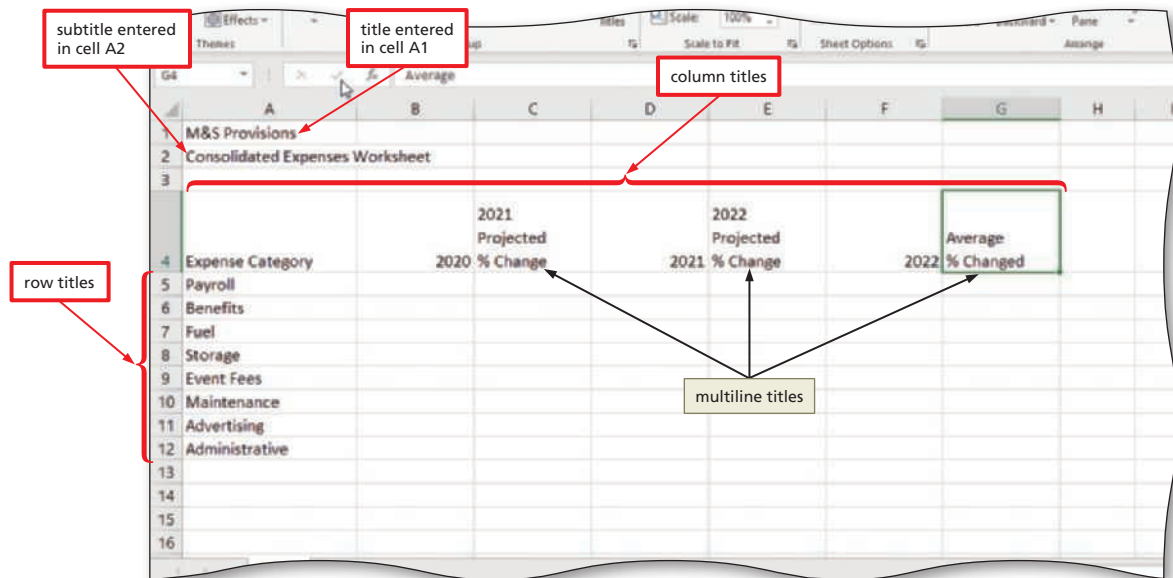 Effects
Titles
Scale: 100%
Backward
Pane
Themes
Scale to Fit
Sheet Options
Arrange
subtitle entered
in cell A2
title entered
in cell A1
column titles
G4 fx Average
A B C D E F G H
1 M&S Provisions
2 Consolidated Expenses Worksheet
3
2021 2022
Projected Projected Average
4 Expense Category 2020 % Change 2021 % Change 2022 % Changed
row titles
5 Payroll
6 Benefits
7 Fuel
8 Storage
9 Event Fees
10 Maintenance
11 Advertising
12 Administrative
multiline titles
13
14
15
16